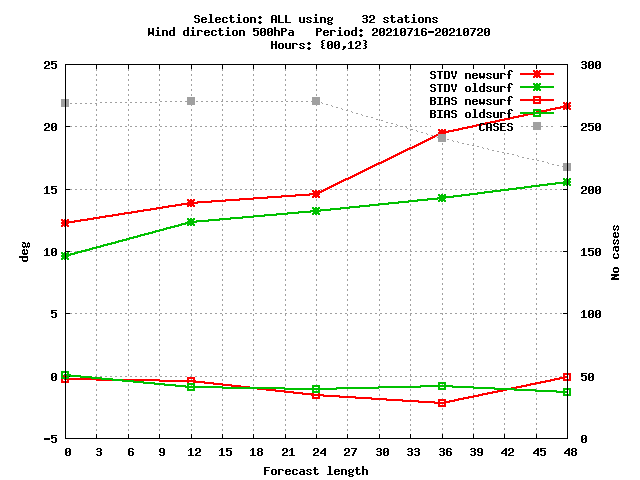 Selection: ALL using    32 stations
Wind direction 500hPa   Period: 20210716-20210720
Hours: {00,12}
25 300
STDV newsurf
STDV oldsurf
BIAS newsurf
BIAS oldsurf
CASES
20 250
15 200
deg
10 150
No cases
5 100
0 50
-5 0
0 3 6 9 12 15 18 21 24 27 30 33 36 39 42 45 48
Forecast length